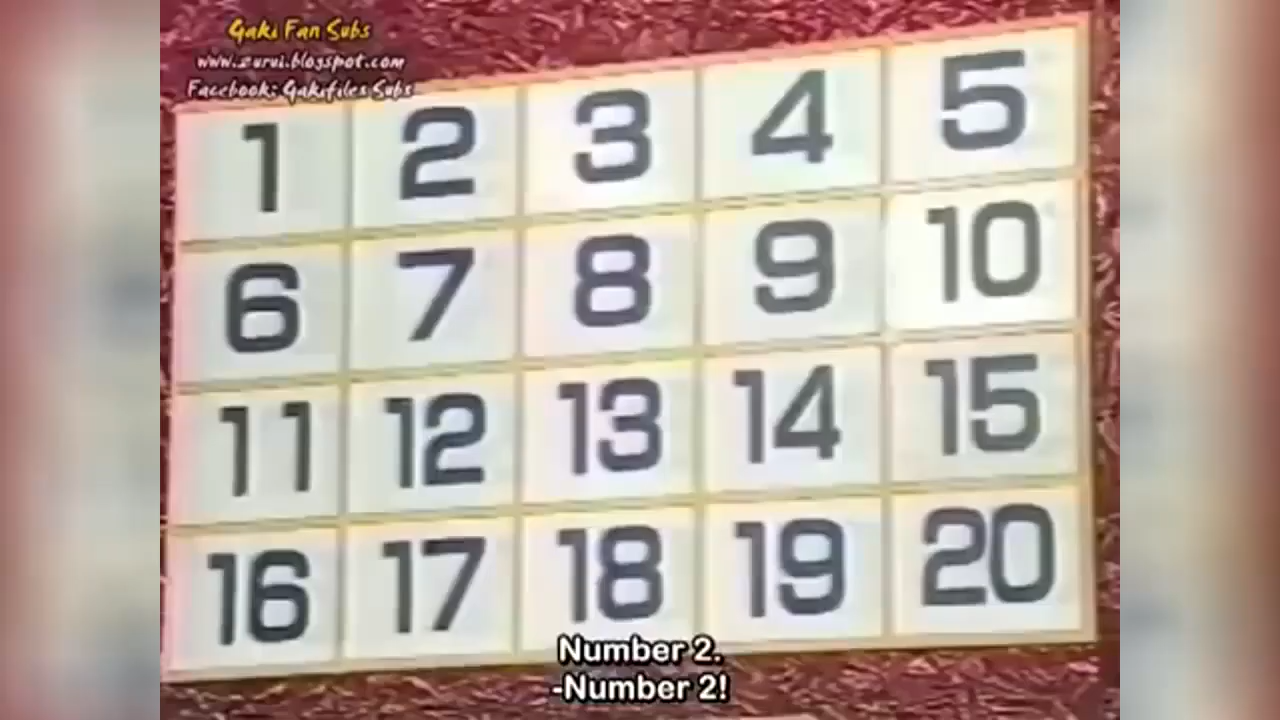 Gaki Fan Subs
www.zurui.blogspot.com
Facebook: Gakifiles Subs
1 2 3 4 5
6 7 8 9 10
11 12 13 14 15
16 17 18 19 20
Number 2.
-Number 2!